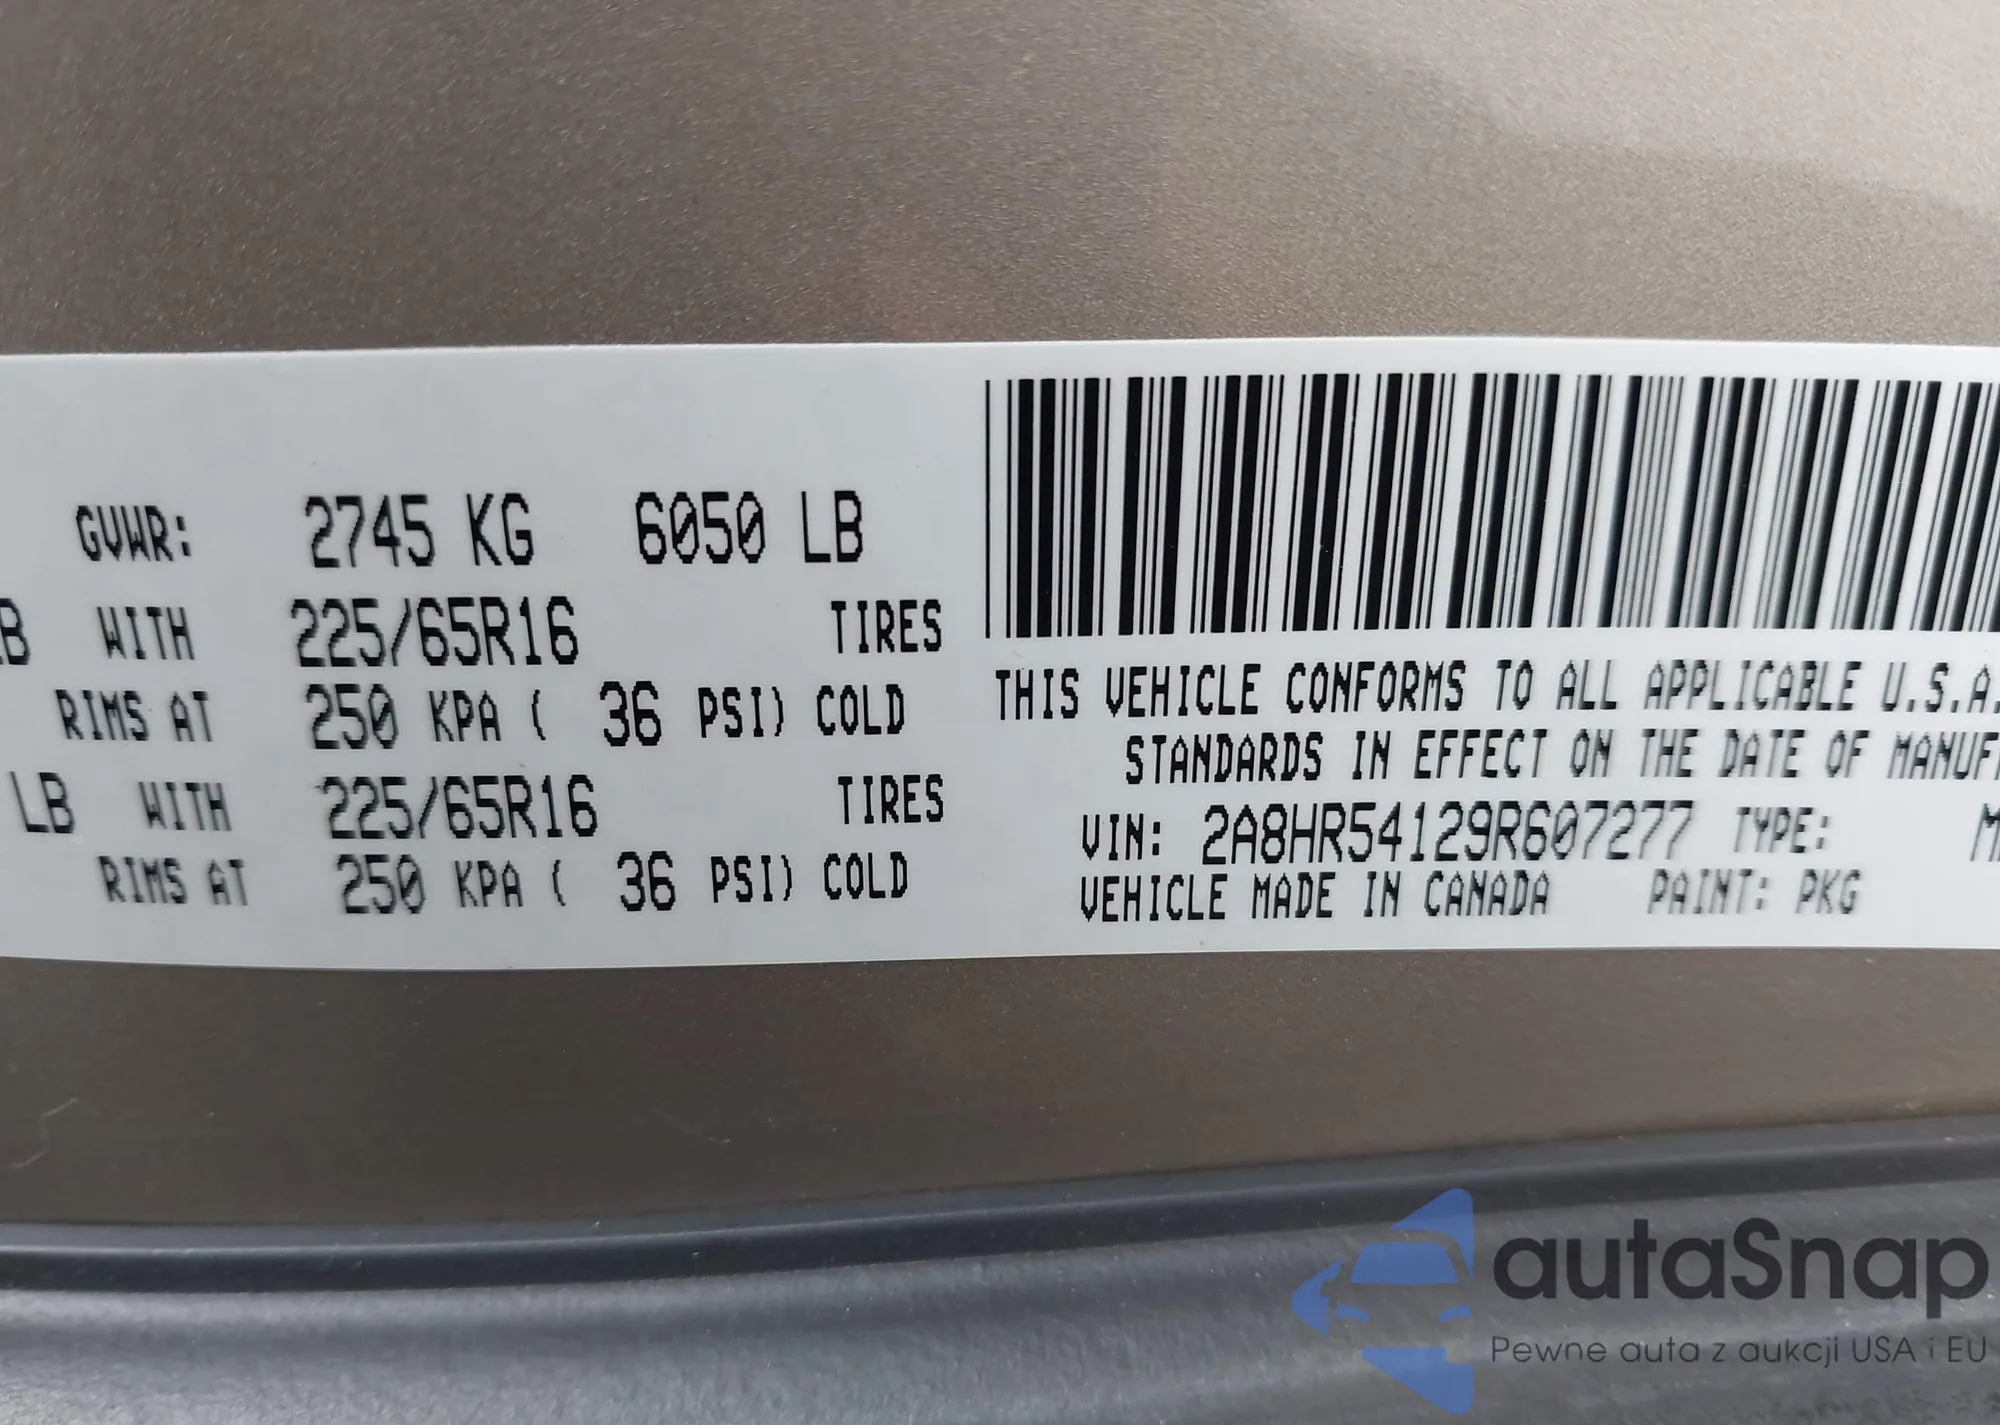 GVWR: 2745 KG 6050 LB
LB WITH 225/65R16 TIRES
RIMS AT 250 KPA ( 36 PSI) COLD
LB WITH 225/65R16 TIRES
RIMS AT 250 KPA ( 36 PSI) COLD
THIS VEHICLE CONFORMS TO ALL APPLICABLE U.S.A.
STANDARDS IN EFFECT ON THE DATE OF MANUF
VIN: 2A8HR54129R607277 TYPE: M
VEHICLE MADE IN CANADA PAINT: PKG
autaSnap
Pewne auta z aukcji USA i EU